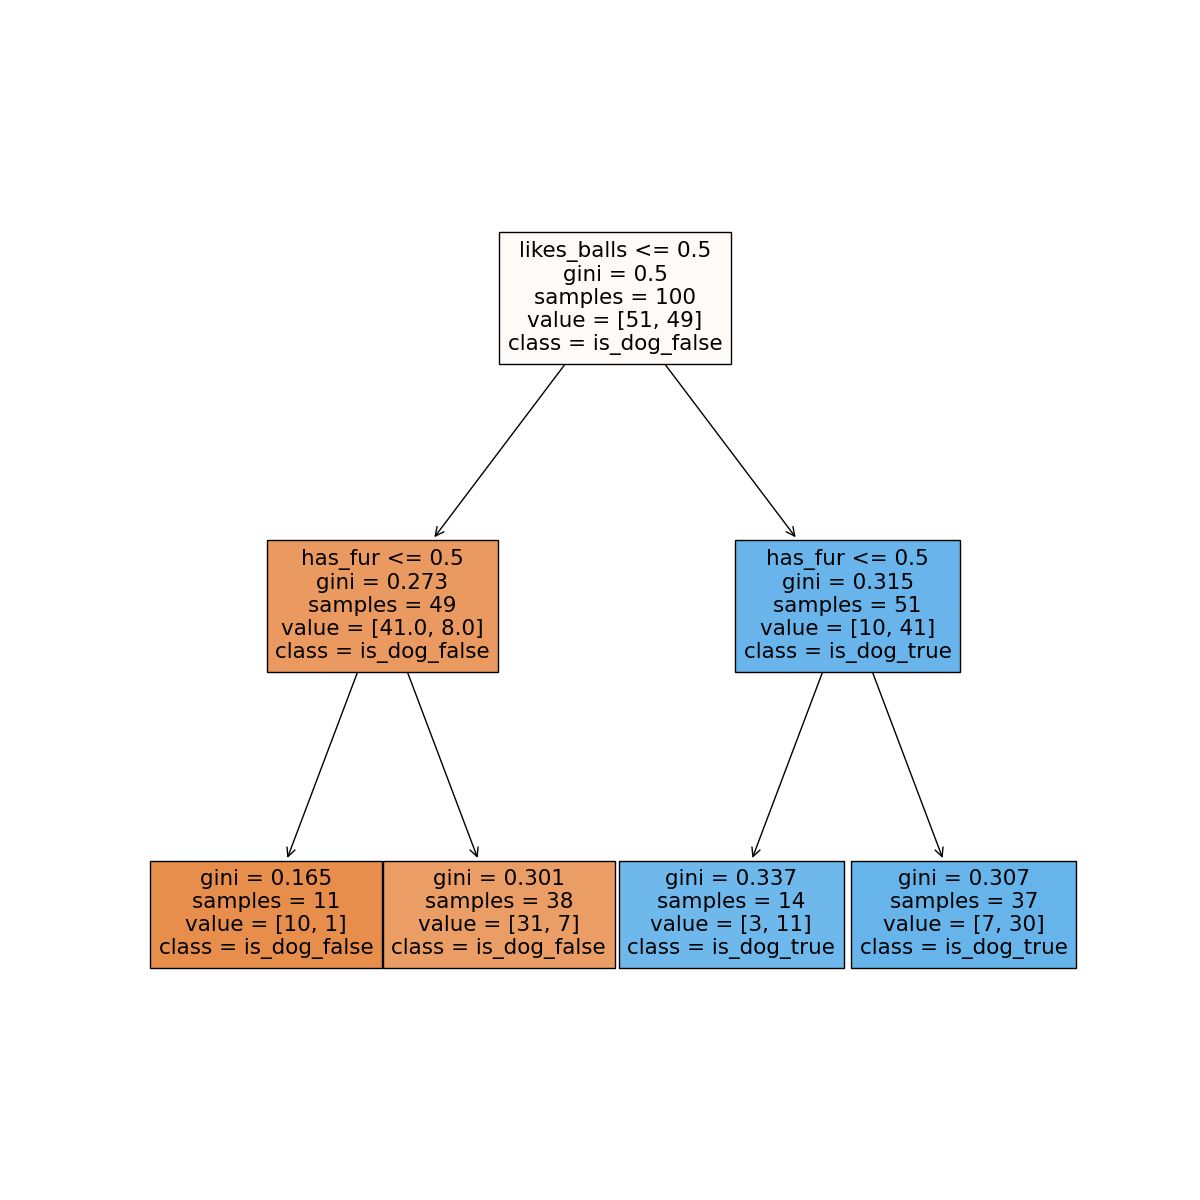 likes_balls <= 0.5
gini = 0.5
samples = 100
value = [51, 49]
class = is_dog_false
has_fur <= 0.5
gini = 0.273
samples = 49
value = [41.0, 8.0]
class = is_dog_false
has_fur <= 0.5
gini = 0.315
samples = 51
value = [10, 41]
class = is_dog_true
gini = 0.165
samples = 11
value = [10, 1]
class = is_dog_false
gini = 0.301
samples = 38
value = [31, 7]
class = is_dog_false
gini = 0.337
samples = 14
value = [3, 11]
class = is_dog_true
gini = 0.307
samples = 37
value = [7, 30]
class = is_dog_true